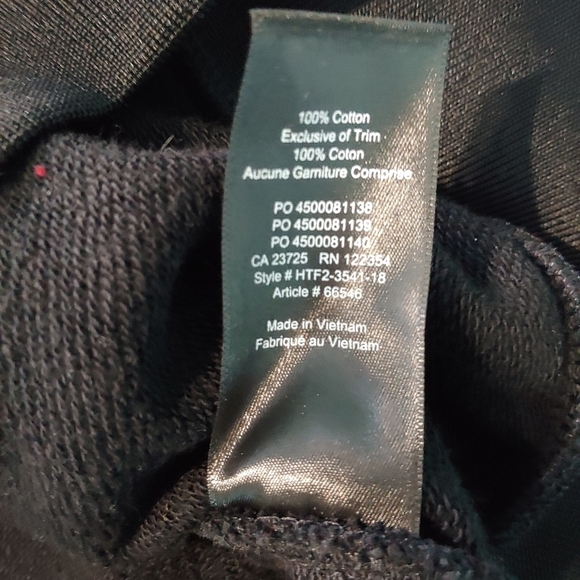 100% Cotton
Exclusive of Trim
100% Coton
Aucune Garniture Comprise
PO 4500081138
PO 4500081139
PO 4500081140
CA 23725 RN 122354
Style # HTF2-3541-18
Article # 66546
Made in Vietnam
Fabriqué au Vietnam